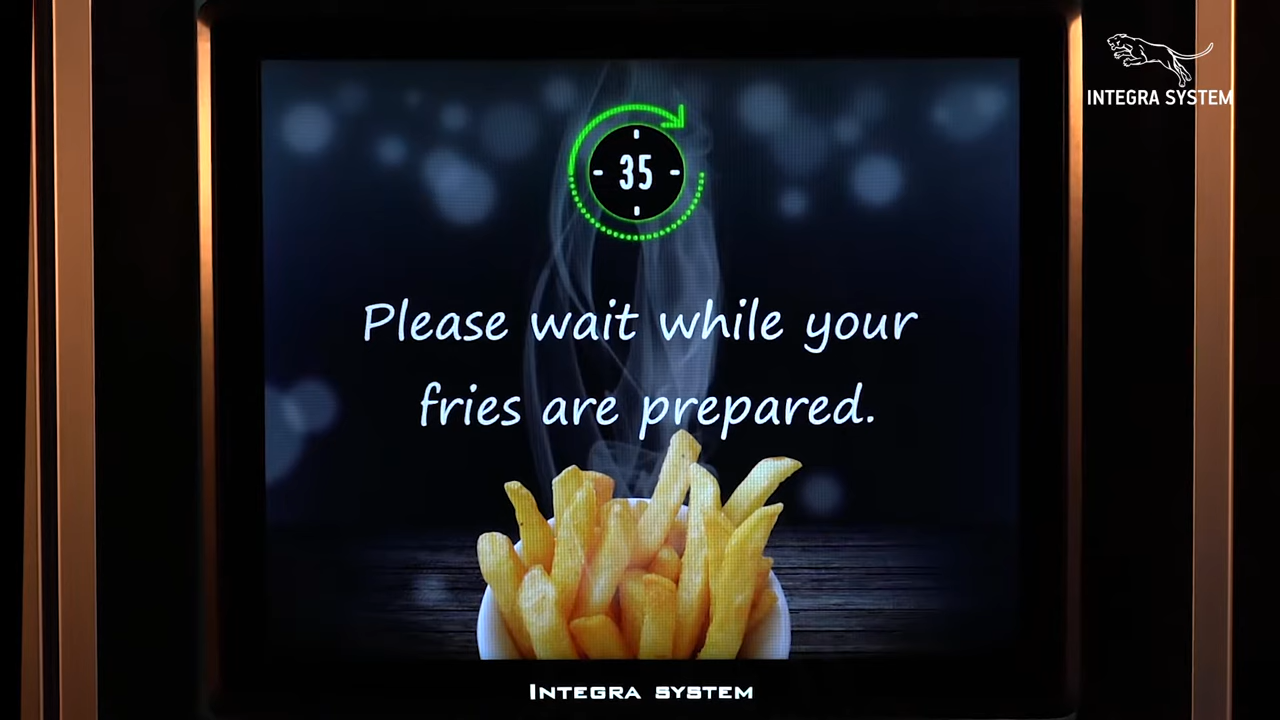 INTEGRA SYSTEM
35
Please wait while your
fries are prepared.
INTEGRA SYSTEM